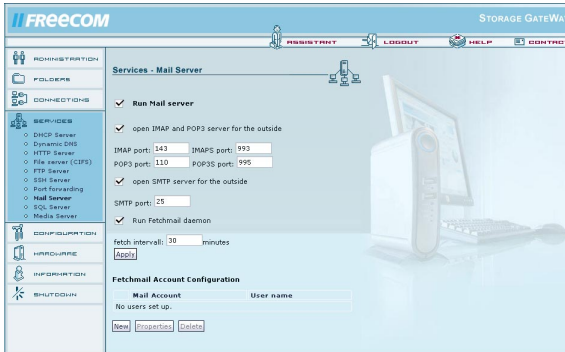 FREECOM
STORAGE GATEWA
ASSISTANT
LOGOUT
HELP
CONTAC
ADMINISTRATION
FOLDERS
CONNECTIONS
SERVICES
DHCP Server
Dynamic DNS
HTTP Server
File server (CIFS)
FTP Server
SSH Server
Port forwarding
Mail Server
SQL Server
Media Server
CONFIGURATION
HARDWARE
INFORMATION
SHUTDOWN
Services - Mail Server
Run Mail server
open IMAP and POP3 server for the outside
IMAP port: 143 IMAPS port: 993
POP3 port: 110 POP3S port: 995
open SMTP server for the outside
SMTP port: 25
Run Fetchmail daemon
fetch intervall: 30 minutes
Apply
Fetchmail Account Configuration
Mail Account User name
No users set up.
New Properties Delete